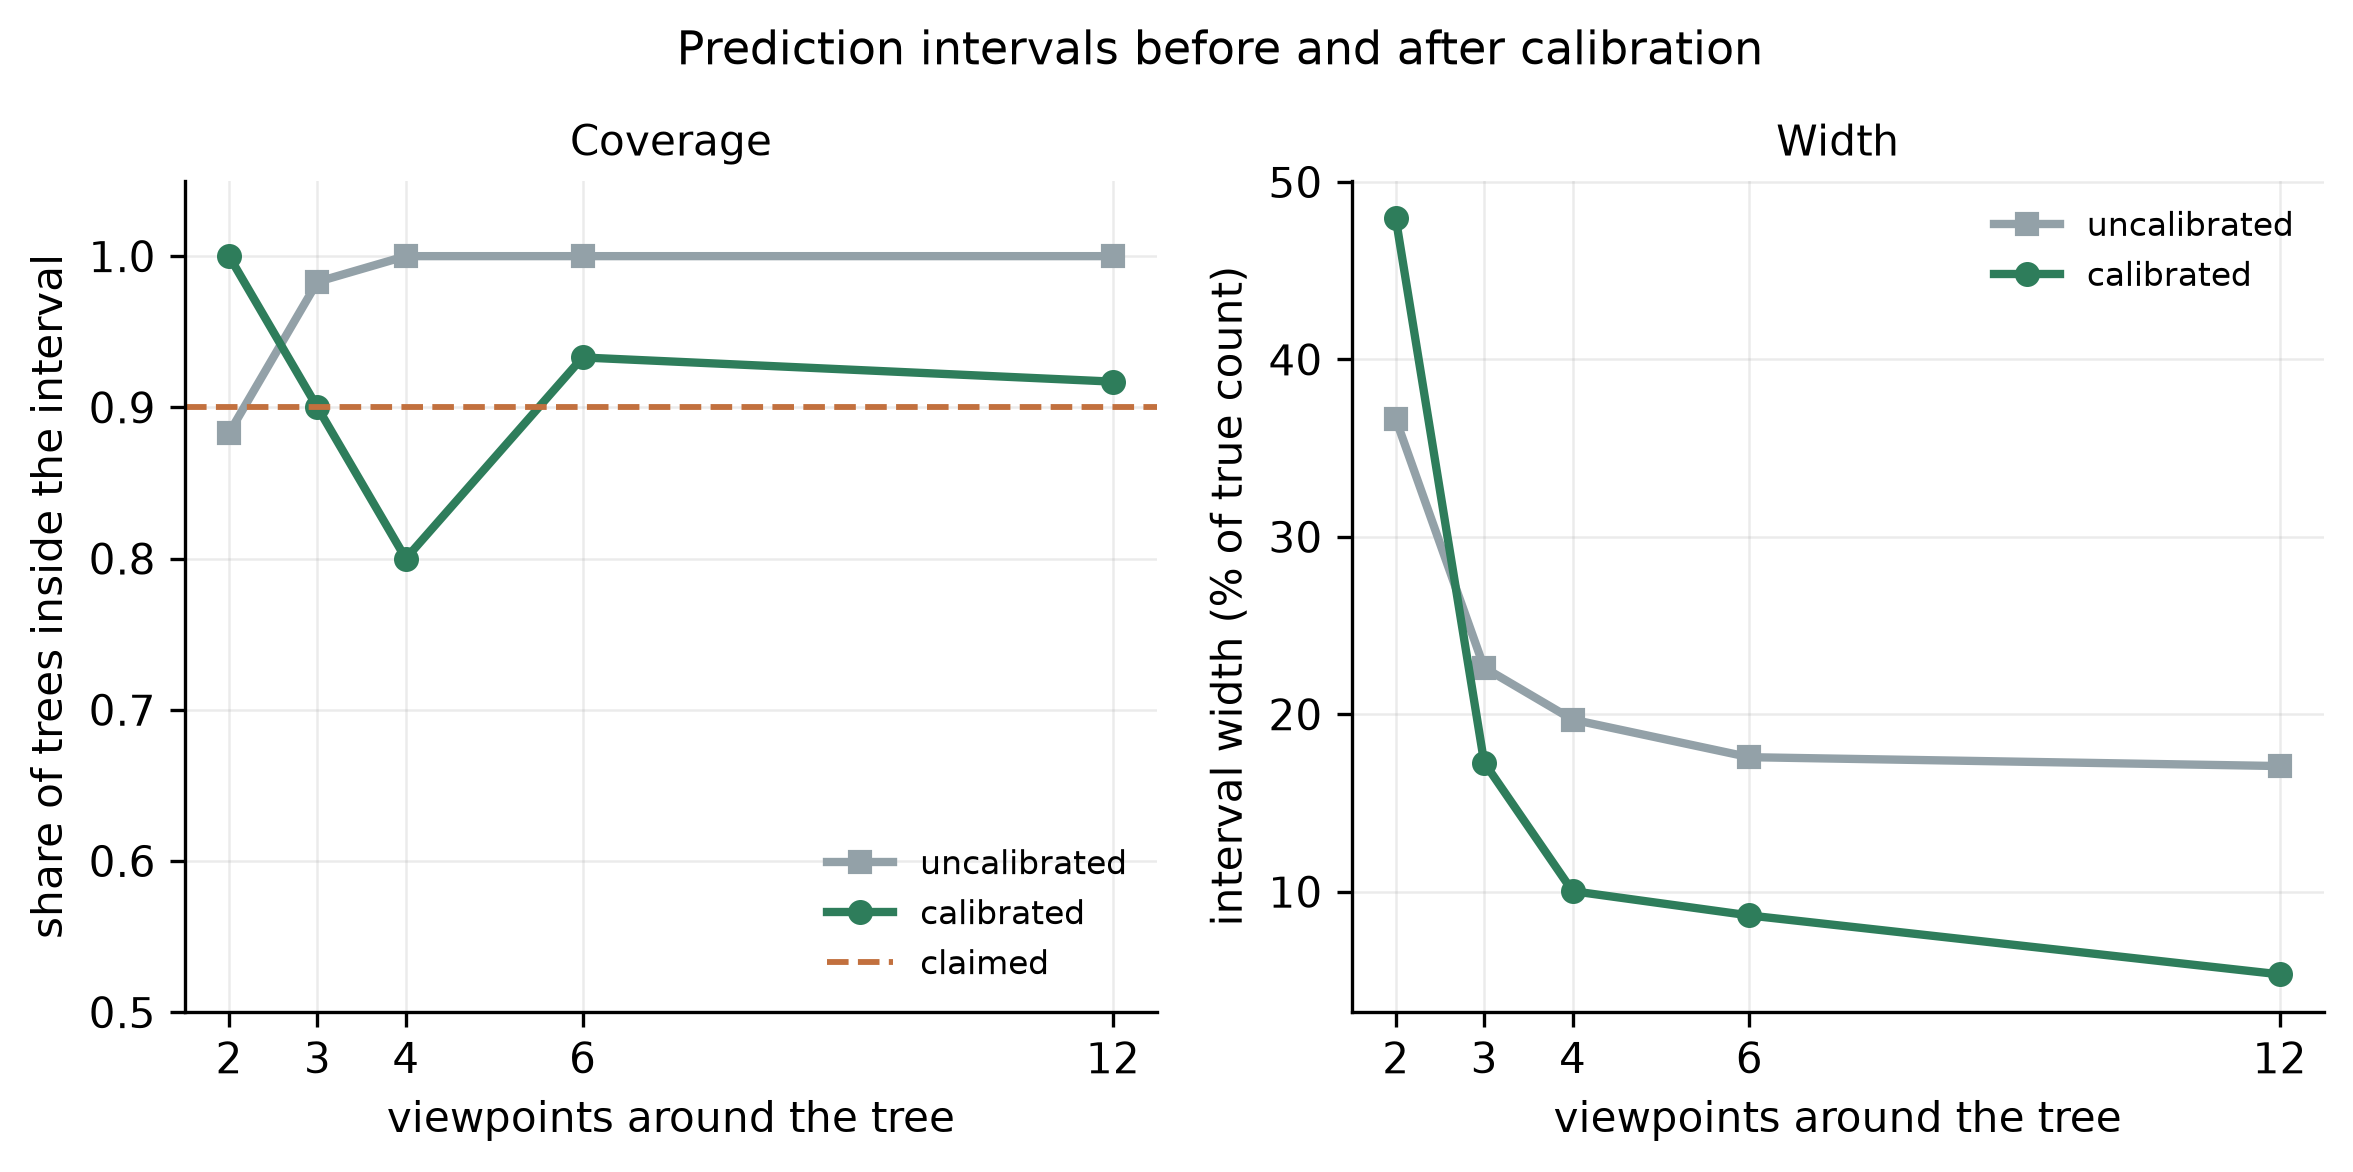 Prediction intervals before and after calibration
Coverage
share of trees inside the interval
1.0
0.9
0.8
0.7
0.6
0.5
uncalibrated
calibrated
claimed
2 3 4 6 12
viewpoints around the tree
Width
interval width (% of true count)
50
40
30
20
10
uncalibrated
calibrated
2 3 4 6 12
viewpoints around the tree